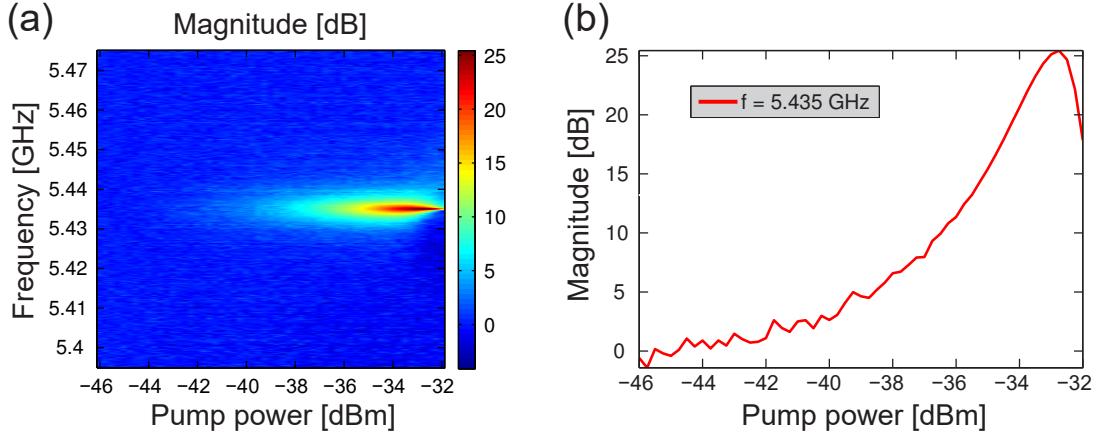 (a)
Magnitude [dB]
Frequency [GHz]
5.47
5.46
5.45
5.44
5.43
5.42
5.41
5.4
−46 −44 −42 −40 −38 −36 −34 −32
Pump power [dBm]
25
20
15
10
5
0
(b)
Magnitude [dB]
25
20
15
10
5
0
f = 5.435 GHz
−46 −44 −42 −40 −38 −36 −34 −32
Pump power [dBm]